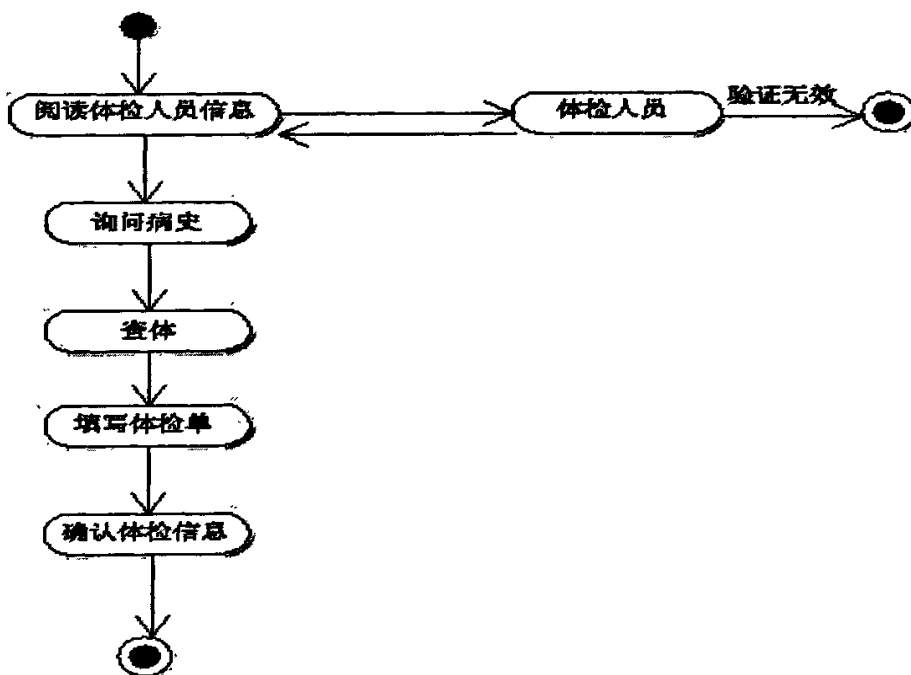 阅读体检人员信息
体检人员
验证无效
询问病史
查体
填写体检单
确认体检信息